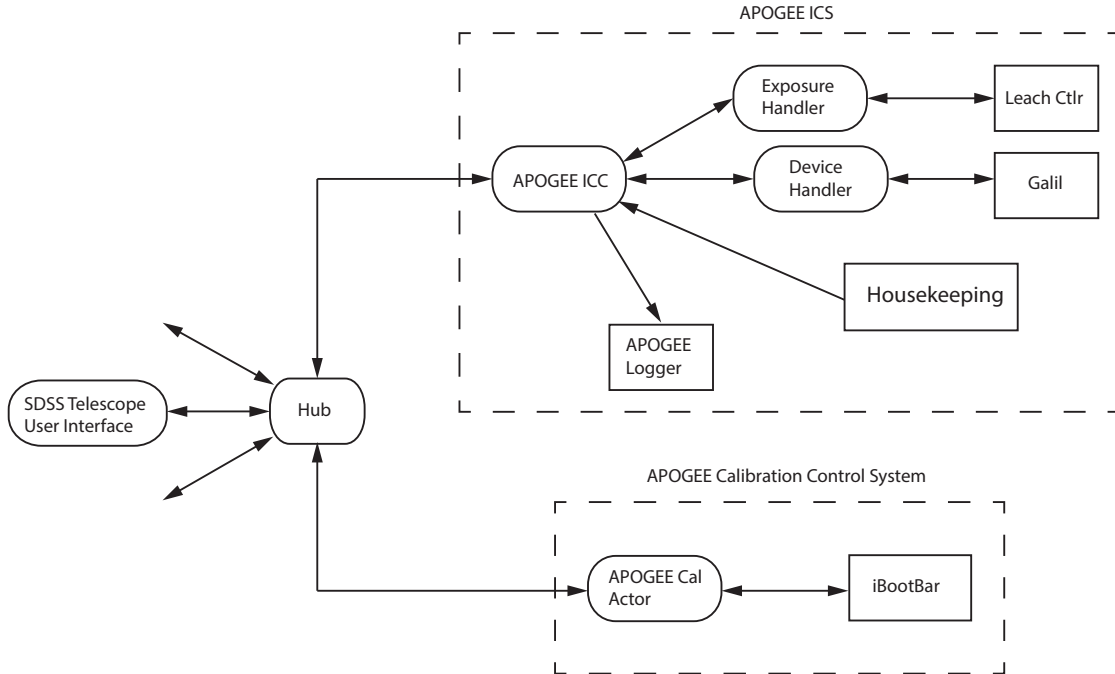 APOGEE ICS
Exposure
Handler
Leach Ctlr
APOGEE ICC
Device
Handler
Galil
Housekeeping
APOGEE
Logger
SDSS Telescope
User Interface
Hub
APOGEE Calibration Control System
APOGEE Cal
Actor
iBootBar